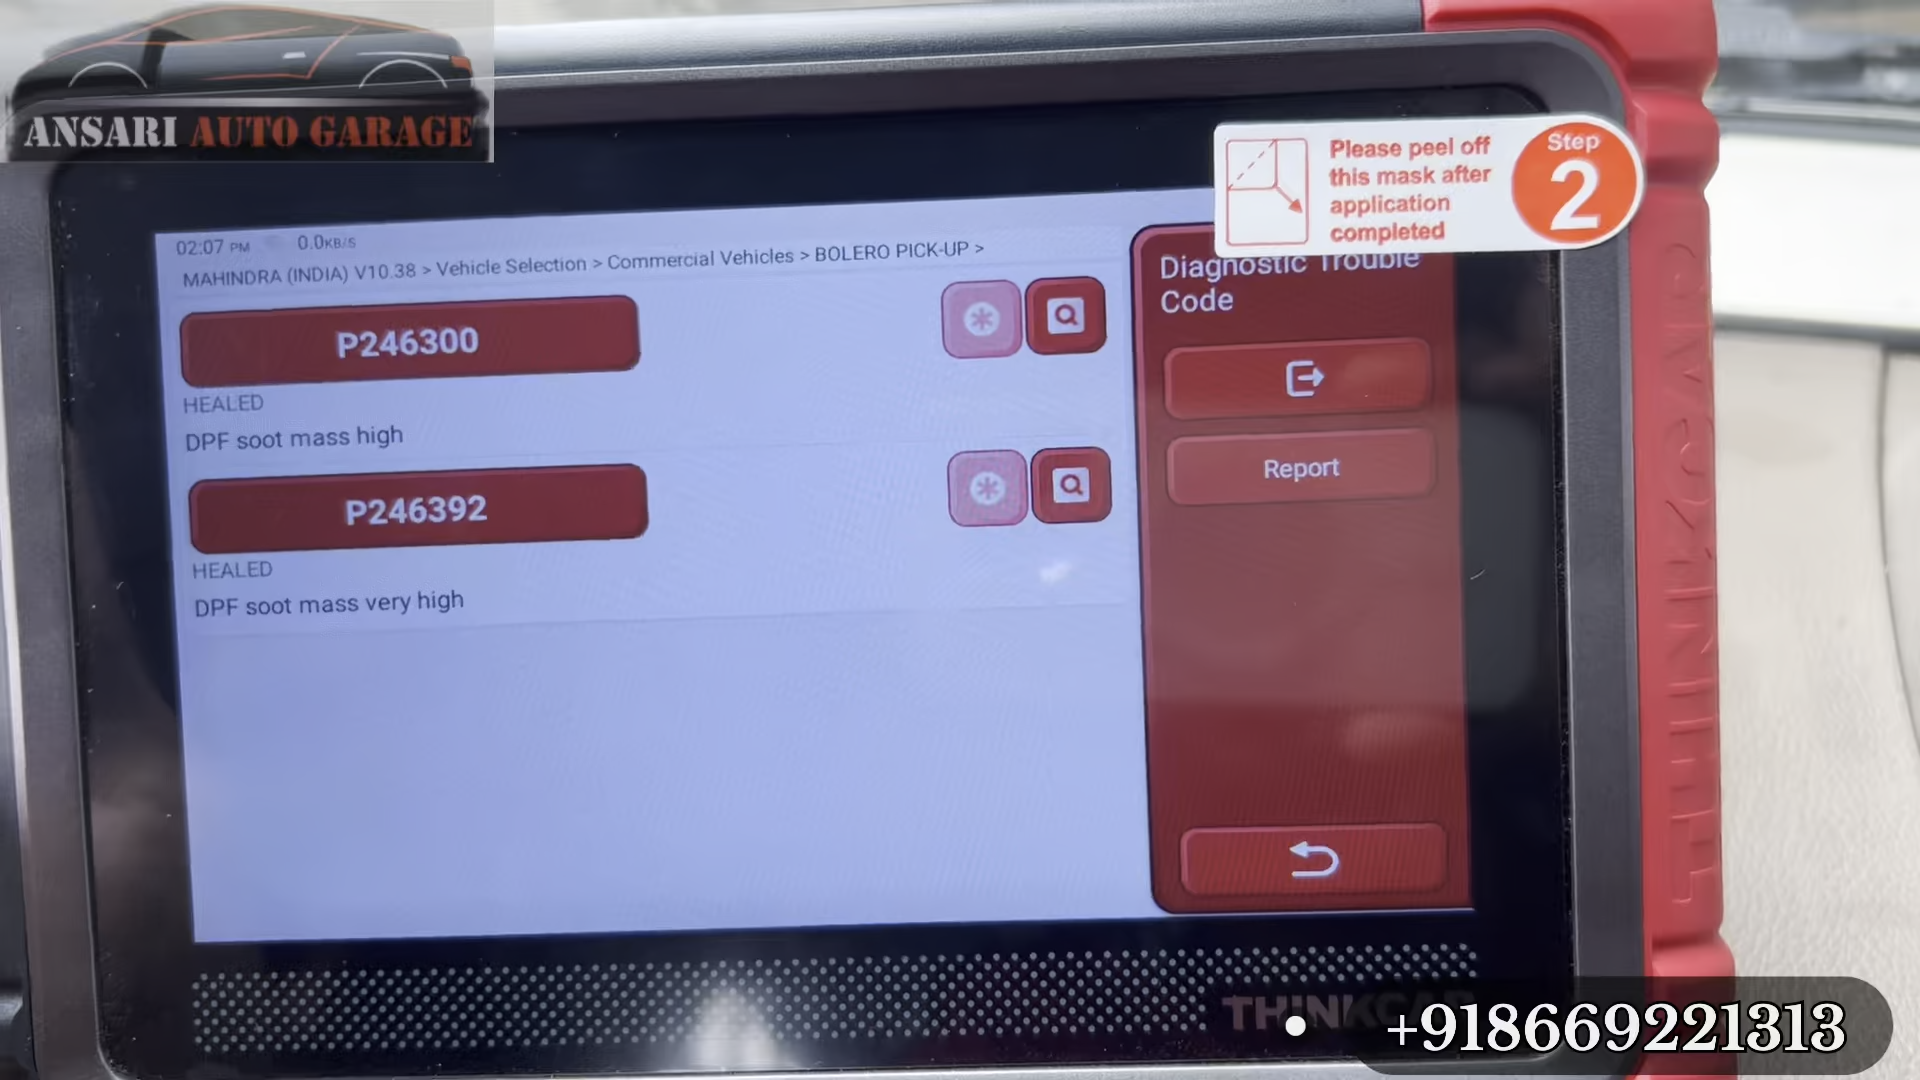 ANSARI AUTO GARAGE
Please peel off
this mask after
application
completed
Step
2
02:07 PM 0.0KB/S
MAHINDRA (INDIA) V10.38 > Vehicle Selection > Commercial Vehicles > BOLERO PICK-UP >
P246300
HEALED
DPF soot mass high
P246392
HEALED
DPF soot mass very high
Diagnostic Trouble
Code
Report
THINKCAR
+918669221313